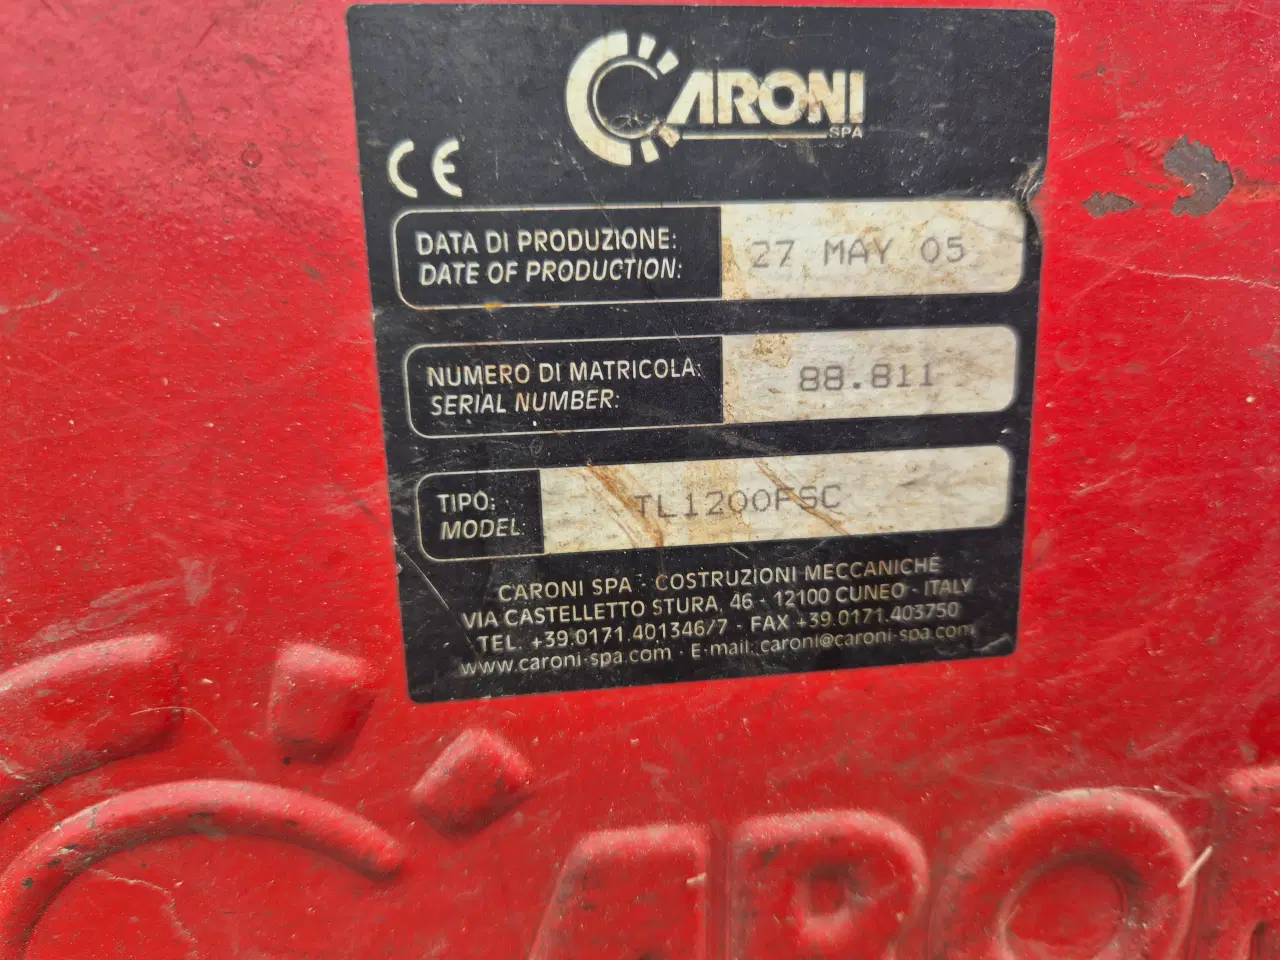 CARONI
SPA
CE
DATA DI PRODUZIONE: 27 MAY 05
DATE OF PRODUCTION:
NUMERO DI MATRICOLA: 88.811
SERIAL NUMBER:
TIPO: TL1200FSC
MODEL:
CARONI SPA - COSTRUZIONI MECCANICHE
VIA CASTELLETTO STURA, 46 - 12100 CUNEO - ITALY
TEL. +39.0171.401346/7 - FAX +39.0171.403750
www.caroni-spa.com · E-mail: caroni@caroni-spa.com
CARO